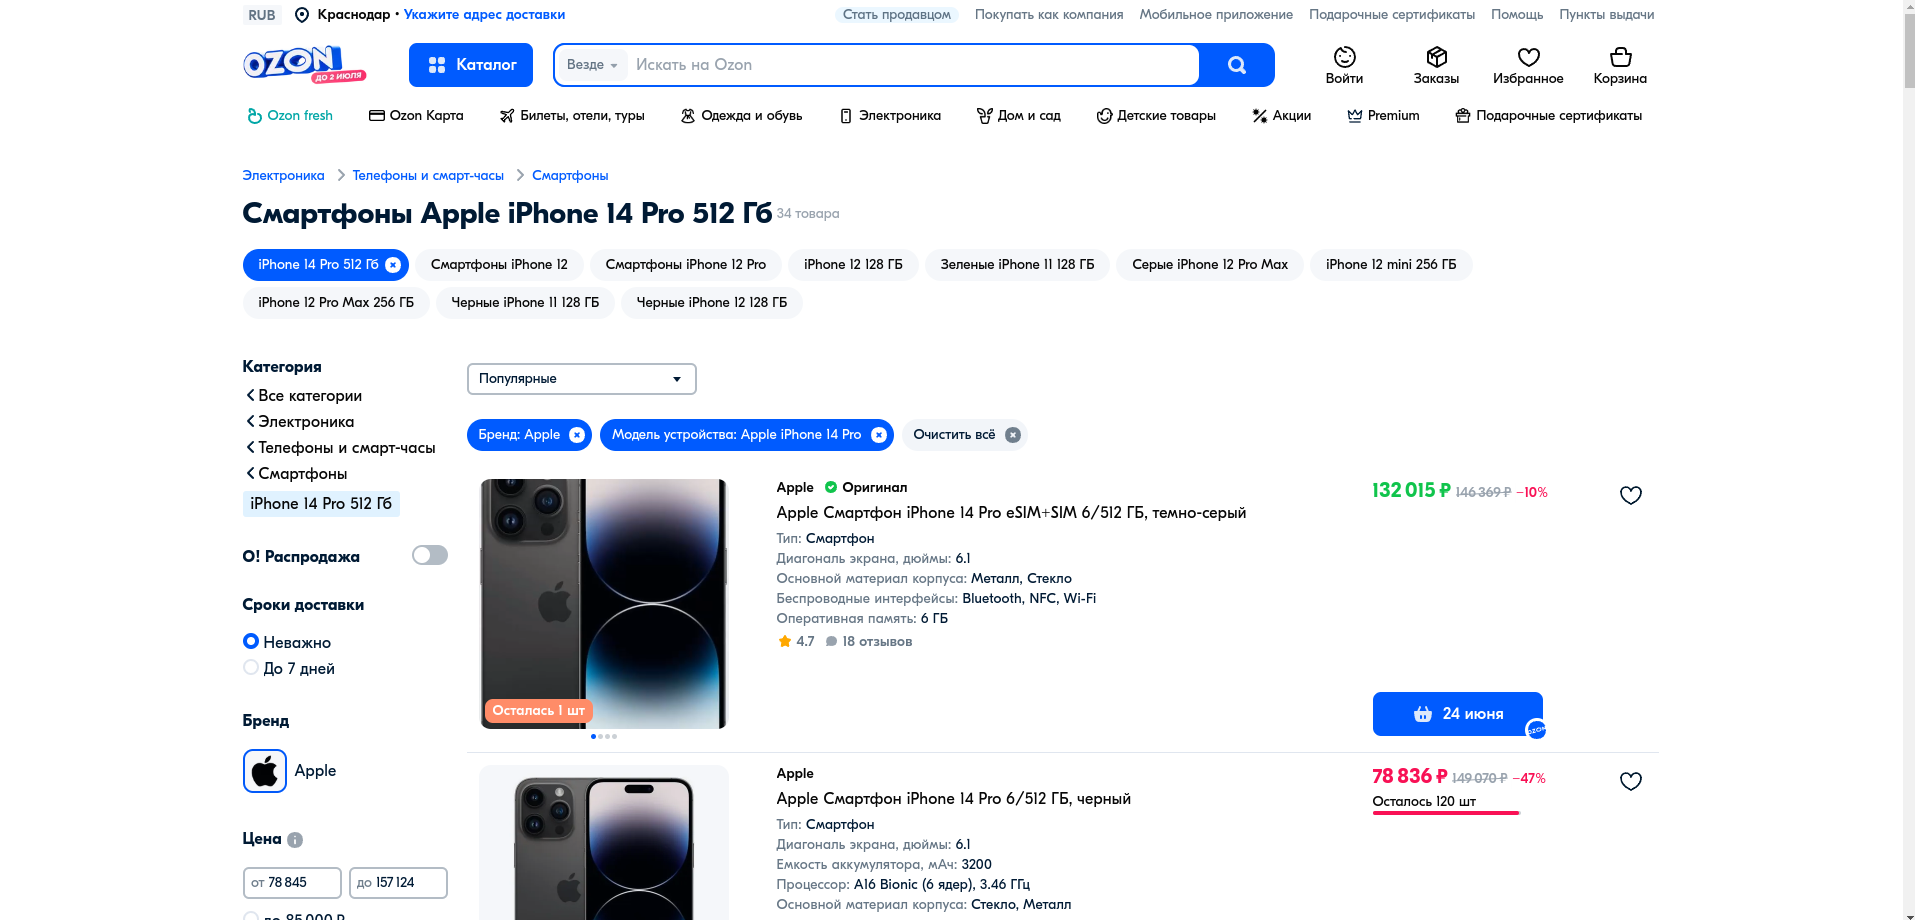 RUB
Краснодар • Укажите адрес доставки
Стать продавцом
Покупать как компания
Мобильное приложение
Подарочные сертификаты
Помощь
Пункты выдачи
OZON
ДО 2 ИЮЛЯ
Каталог
Везде
Искать на Ozon
Войти
Заказы
Избранное
Корзина
Ozon fresh
Ozon Карта
Билеты, отели, туры
Одежда и обувь
Электроника
Дом и сад
Детские товары
Акции
Premium
Подарочные сертификаты
Электроника
Телефоны и смарт-часы
Смартфоны
Смартфоны Apple iPhone 14 Pro 512 Гб 34 товара
iPhone 14 Pro 512 Гб
Смартфоны iPhone 12
Смартфоны iPhone 12 Pro
iPhone 12 128 ГБ
Зеленые iPhone 11 128 ГБ
Серые iPhone 12 Pro Max
iPhone 12 mini 256 ГБ
iPhone 12 Pro Max 256 ГБ
Черные iPhone 11 128 ГБ
Черные iPhone 12 128 ГБ
Категория
Все категории
Электроника
Телефоны и смарт-часы
Смартфоны
iPhone 14 Pro 512 Гб
О! Распродажа
Сроки доставки
Неважно
До 7 дней
Бренд
Apple
Цена
от 78 845
до 157 124
до 85 000 ₽
Популярные
Бренд: Apple
Модель устройства: Apple iPhone 14 Pro
Очистить всё
Осталась 1 шт
Apple Оригинал
Apple Смартфон iPhone 14 Pro eSIM+SIM 6/512 ГБ, темно-серый
Тип: Смартфон
Диагональ экрана, дюймы: 6.1
Основной материал корпуса: Металл, Стекло
Беспроводные интерфейсы: Bluetooth, NFC, Wi-Fi
Оперативная память: 6 ГБ
4.7 18 отзывов
132 015 ₽ 146 369 ₽ −10%
24 июня
OZON
Apple
Apple Смартфон iPhone 14 Pro 6/512 ГБ, черный
Тип: Смартфон
Диагональ экрана, дюймы: 6.1
Емкость аккумулятора, мАч: 3200
Процессор: A16 Bionic (6 ядер), 3.46 ГГц
Основной материал корпуса: Стекло, Металл
78 836 ₽ 149 070 ₽ −47%
Осталось 120 шт